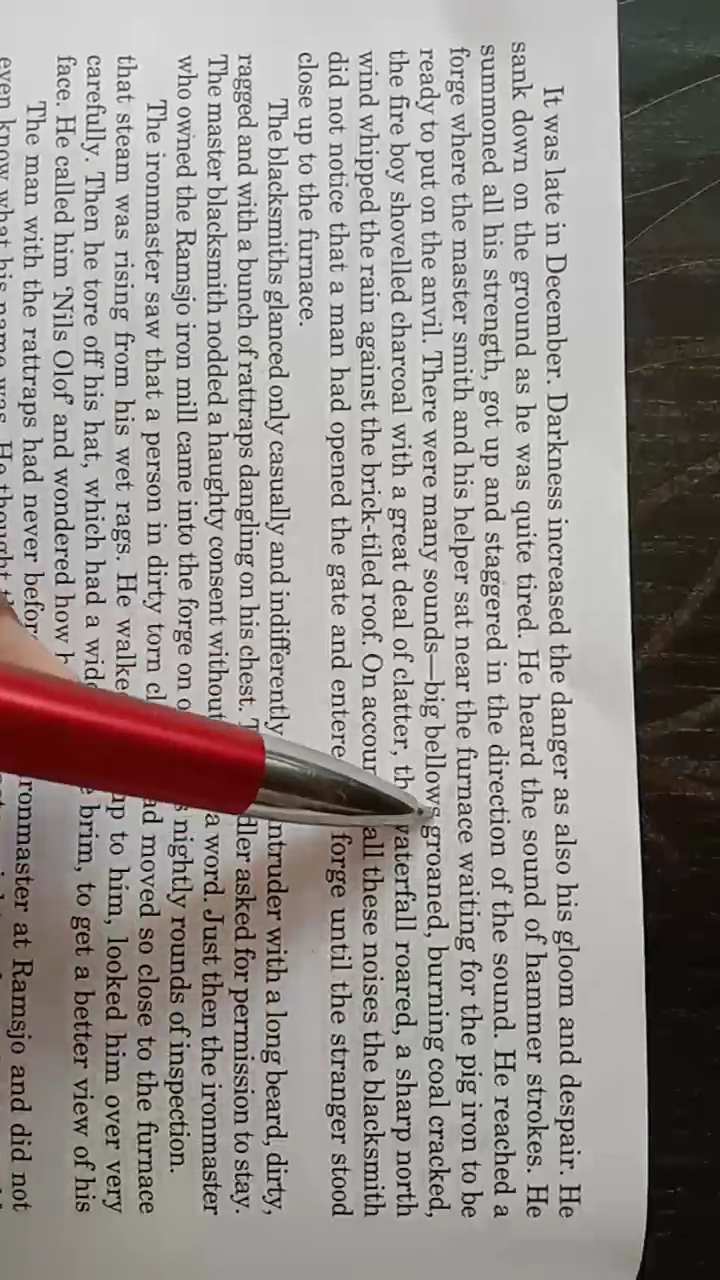 It was late in December. Darkness increased the danger as also his gloom and despair. He
sank down on the ground as he was quite tired. He heard the sound of hammer strokes. He
summoned all his strength, got up and staggered in the direction of the sound. He reached a
forge where the master smith and his helper sat near the furnace waiting for the pig iron to be
ready to put on the anvil. There were many sounds—big bellows groaned, burning coal cracked,
the fire boy shovelled charcoal with a great deal of clatter, roared, a sharp north
wind whipped the rain against the brick-tiled roof. On all these noises the blacksmith
did not notice that a man had opened the gate and forge until the stranger stood
close up to the furnace.
The blacksmiths glanced only casually and indifferently with a long beard, dirty,
ragged and with a bunch of rattraps dangling on his chest. asked for permission to stay.
The master blacksmith nodded a haughty consent without a word. Just then the ironmaster
who owned the Ramsjo iron mill came into the forge on nightly rounds of inspection.
The ironmaster saw that a person in dirty torn moved so close to the furnace
that steam was rising from his wet rags. He up to him, looked him over very
carefully. Then he tore off his hat, which had a brim, to get a better view of his
face. He called him 'Nils Olof' and wondered how
The man with the rattraps had never ironmaster at Ramsjo and did not
even know what his name was. He thought